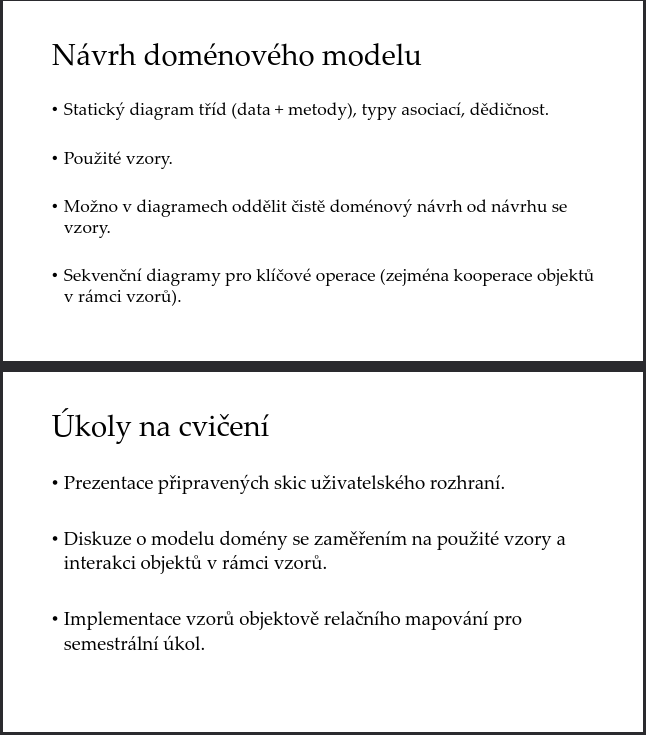 Návrh doménového modelu
• Statický diagram tříd (data + metody), typy asociací, dědičnost.
• Použité vzory.
• Možno v diagramech oddělit čistě doménový návrh od návrhu se
vzory.
• Sekvenční diagramy pro klíčové operace (zejména kooperace objektů
v rámci vzorů).
Úkoly na cvičení
• Prezentace připravených skic uživatelského rozhraní.
• Diskuze o modelu domény se zaměřením na použité vzory a
interakci objektů v rámci vzorů.
• Implementace vzorů objektově relačního mapování pro
semestrální úkol.